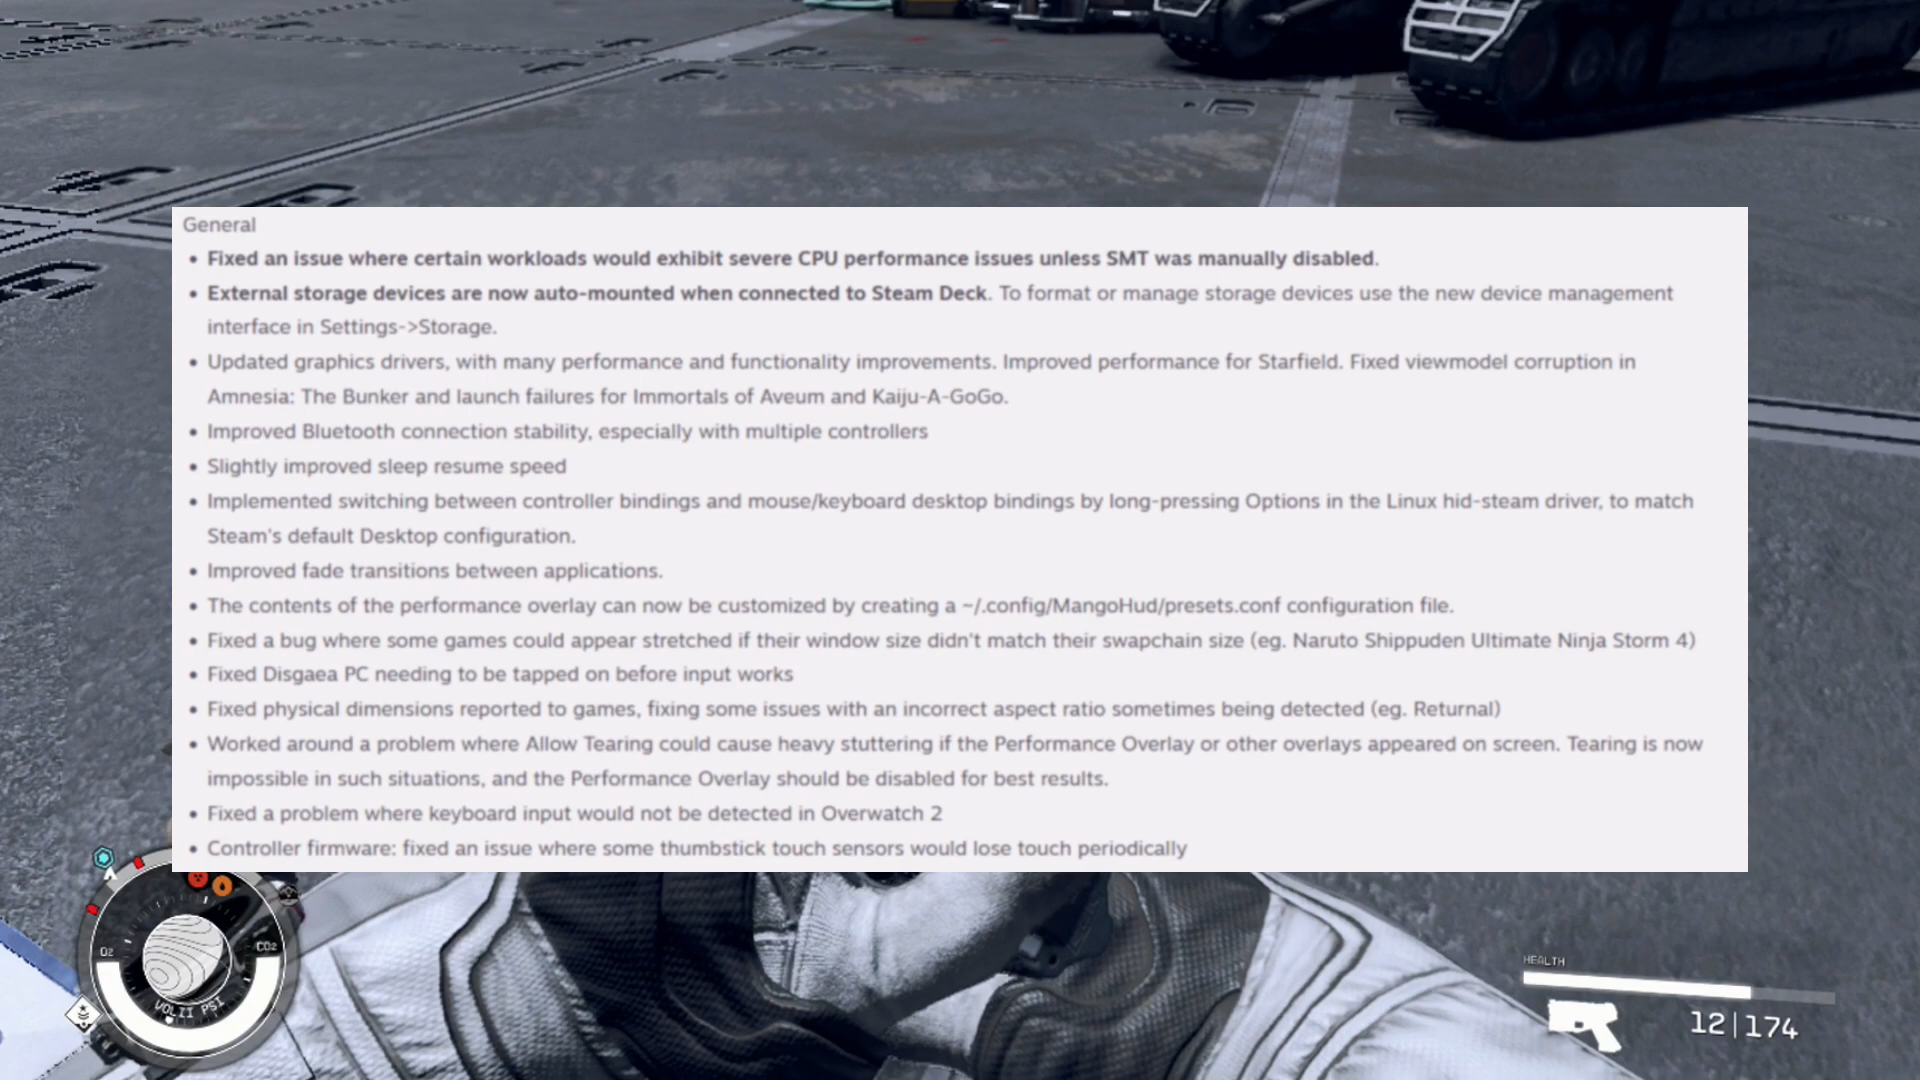 General
• Fixed an issue where certain workloads would exhibit severe CPU performance issues unless SMT was manually disabled.
• External storage devices are now auto-mounted when connected to Steam Deck. To format or manage storage devices use the new device management
interface in Settings->Storage.
• Updated graphics drivers, with many performance and functionality improvements. Improved performance for Starfield. Fixed viewmodel corruption in
Amnesia: The Bunker and launch failures for Immortals of Aveum and Kaiju-A-GoGo.
• Improved Bluetooth connection stability, especially with multiple controllers
• Slightly improved sleep resume speed
• Implemented switching between controller bindings and mouse/keyboard desktop bindings by long-pressing Options in the Linux hid-steam driver, to match
Steam's default Desktop configuration.
• Improved fade transitions between applications.
• The contents of the performance overlay can now be customized by creating a ~/.config/MangoHud/presets.conf configuration file.
• Fixed a bug where some games could appear stretched if their window size didn't match their swapchain size (eg. Naruto Shippuden Ultimate Ninja Storm 4)
• Fixed Disgaea PC needing to be tapped on before input works
• Fixed physical dimensions reported to games, fixing some issues with an incorrect aspect ratio sometimes being detected (eg. Returnal)
• Worked around a problem where Allow Tearing could cause heavy stuttering if the Performance Overlay or other overlays appeared on screen. Tearing is now
impossible in such situations, and the Performance Overlay should be disabled for best results.
• Fixed a problem where keyboard input would not be detected in Overwatch 2
• Controller firmware: fixed an issue where some thumbstick touch sensors would lose touch periodically
O2
CO2
VOLII PSI
HEALTH
12|174